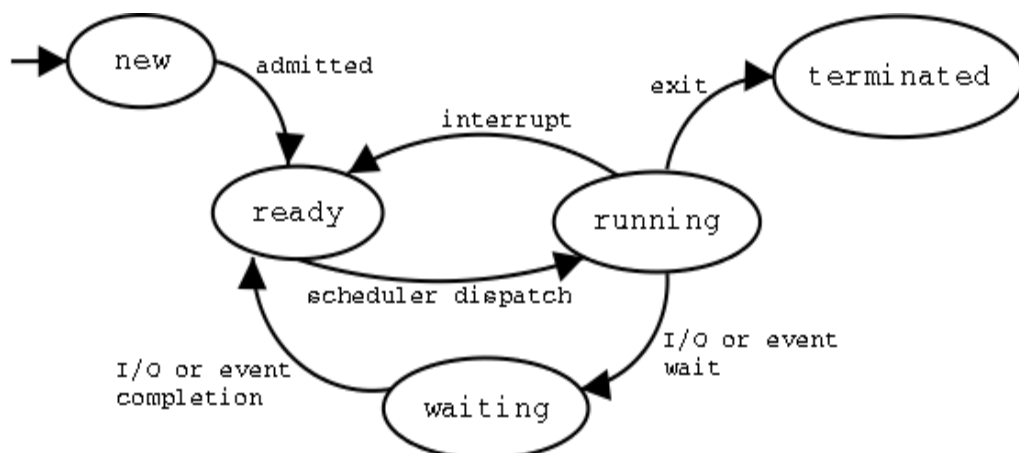 new
admitted
exit
terminated
interrupt
ready
running
scheduler dispatch
I/O or event
wait
I/O or event
completion
waiting